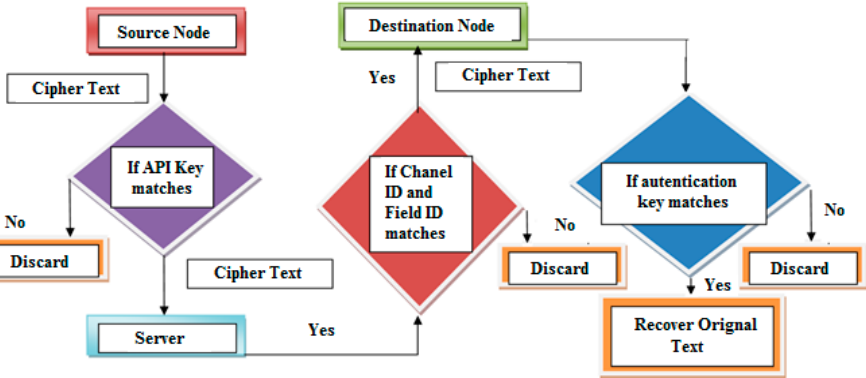 Source Node
Cipher Text
If API Key
matches
No
Discard
Cipher Text
Server
Yes
If Chanel
ID and
Field ID
matches
No
Discard
Yes
Destination Node
Cipher Text
If autentication
key matches
No
Discard
Yes
Recover Orignal
Text